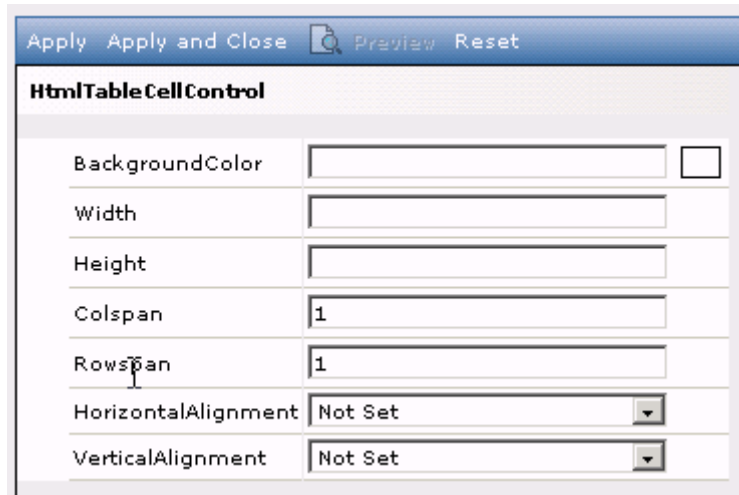 Apply Apply and Close Preview Reset
HtmlTableCellControl
BackgroundColor
Width
Height
Colspan 1
Rowspan 1
HorizontalAlignment Not Set
VerticalAlignment Not Set